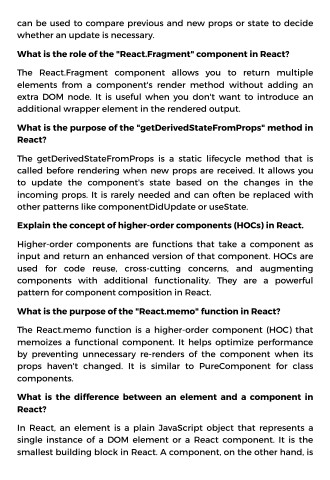 can be used to compare previous and new props or state to decide
whether an update is necessary.
What is the role of the "React.Fragment" component in React?
The React.Fragment component allows you to return multiple
elements from a component's render method without adding an
extra DOM node. It is useful when you don't want to introduce an
additional wrapper element in the rendered output.
What is the purpose of the "getDerivedStateFromProps" method in
React?
The getDerivedStateFromProps is a static lifecycle method that is
called before rendering when new props are received. It allows you
to update the component's state based on the changes in the
incoming props. It is rarely needed and can often be replaced with
other patterns like componentDidUpdate or useState.
Explain the concept of higher-order components (HOCs) in React.
Higher-order components are functions that take a component as
input and return an enhanced version of that component. HOCs are
used for code reuse, cross-cutting concerns, and augmenting
components with additional functionality. They are a powerful
pattern for component composition in React.
What is the purpose of the "React.memo" function in React?
The React.memo function is a higher-order component (HOC) that
memoizes a functional component. It helps optimize performance
by preventing unnecessary re-renders of the component when its
props haven't changed. It is similar to PureComponent for class
components.
What is the difference between an element and a component in
React?
In React, an element is a plain JavaScript object that represents a
single instance of a DOM element or a React component. It is the
smallest building block in React. A component, on the other hand, is